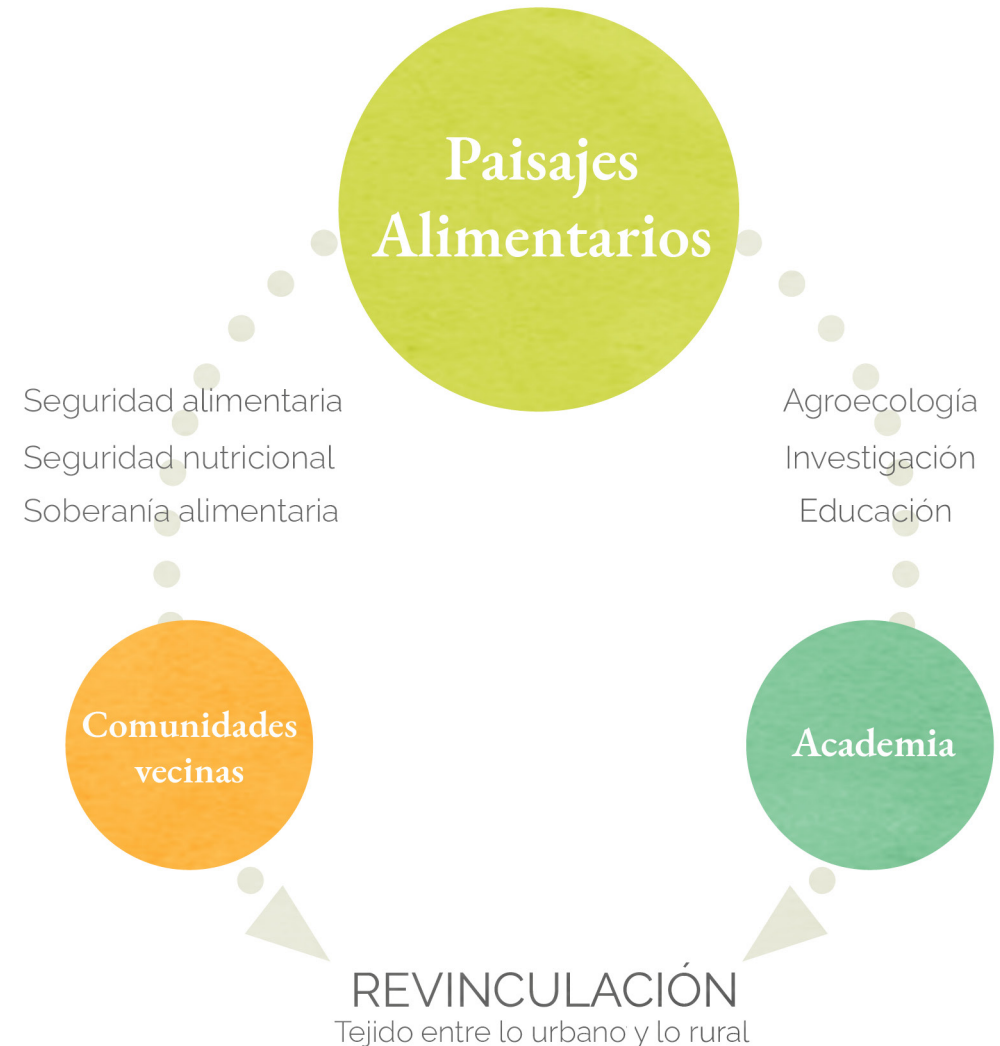 Paisajes
Alimentarios
Seguridad alimentaria
Seguridad nutricional
Soberanía alimentaria
Agroecología
Investigación
Educación
Comunidades
vecinas
Academia
REVINCULACIÓN
Tejido entre lo urbano y lo rural